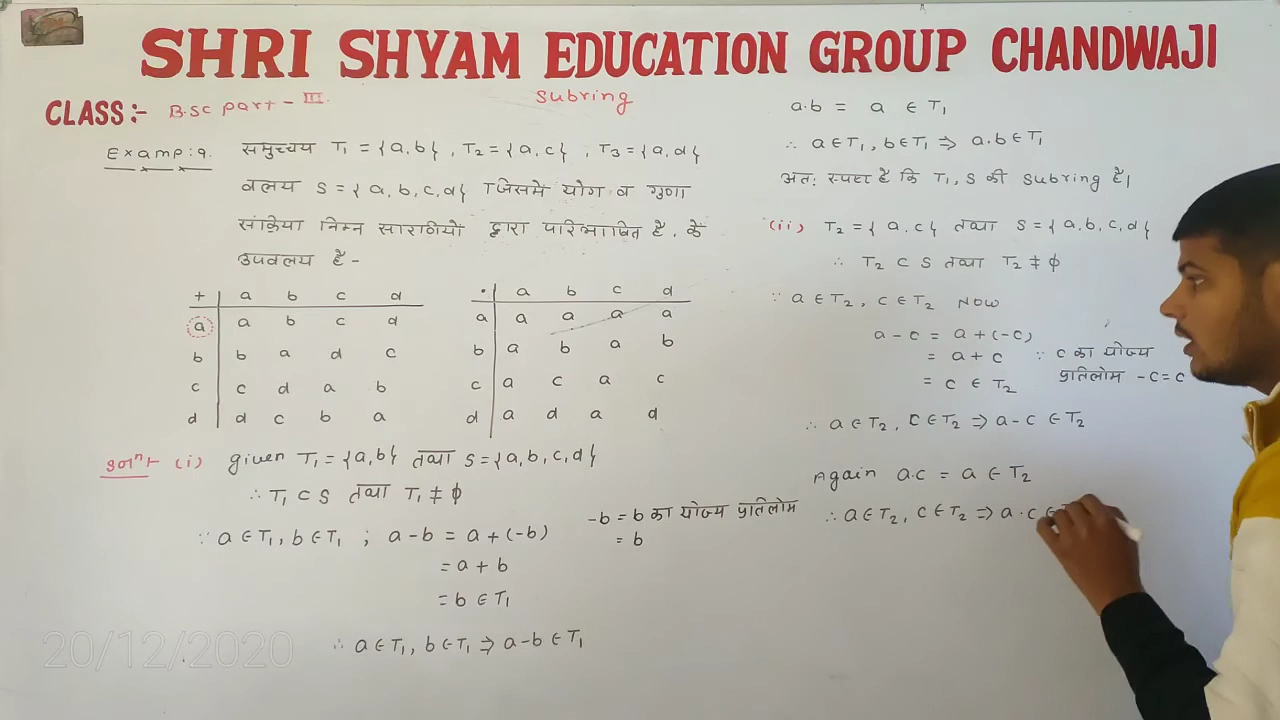 SHRI SHYAM EDUCATION GROUP CHANDWAJI
CLASS:- B.SC part-III.
subring
Examp:9. समुच्चय T₁ = {a,b}, T₂ = {a,c}, T₃ = {a,d}
वलय S = {a,b,c,d} जिसमे योग व गुणा
सांक्रिया निम्न सारणीयो द्वारा पारिभाषित है, के
उपवलय है -
+ | a b c d
a | a b c d
b | b a d c
c | c d a b
d | d c b a
· | a b c d
a | a a a a
b | a b a b
c | a c a c
d | a d a d
Solⁿ:- (i) given T₁ = {a,b} तथा S = {a,b,c,d}
∴ T₁ ⊂ S तथा T₁ ≠ ϕ
∵ a ∈ T₁, b ∈ T₁ ; a-b = a+(-b)
= a+b
= b ∈ T₁
-b = b का योज्य प्रतिलोम
= b
∴ a ∈ T₁, b ∈ T₁ ⇒ a-b ∈ T₁
20/12/2020
a.b = a ∈ T₁
∴ a ∈ T₁, b ∈ T₁ ⇒ a.b ∈ T₁
अत: स्पष्ट है कि T₁, S की subring है।
(ii) T₂ = {a,c} तथा S = {a,b,c,d}
∴ T₂ ⊂ S तथा T₂ ≠ ϕ
∵ a ∈ T₂, c ∈ T₂ NOW
a-c = a+(-c)
= a+c ∵ c का योज्य
= c ∈ T₂ प्रतिलोम -c=c
∴ a ∈ T₂, c ∈ T₂ ⇒ a-c ∈ T₂
Again a.c = a ∈ T₂
∴ a ∈ T₂, c ∈ T₂ ⇒ a.c ∈